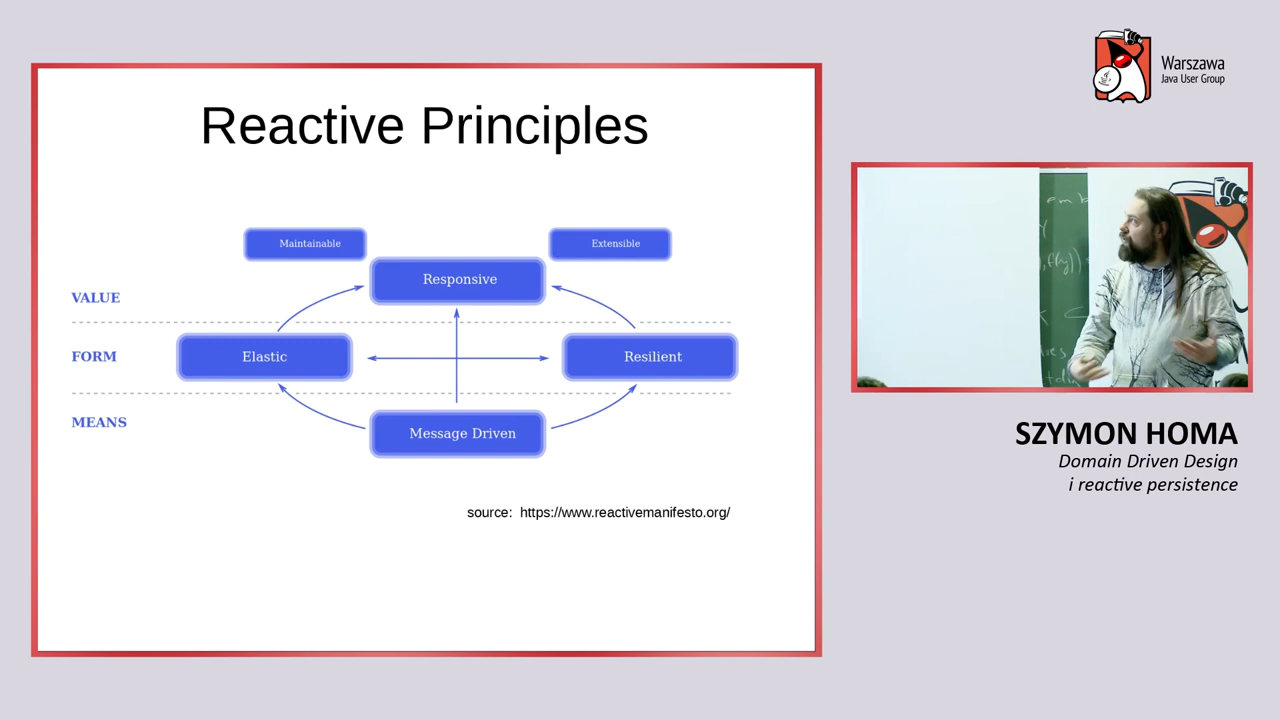 Reactive Principles
Maintainable
Extensible
Responsive
VALUE
FORM
Elastic
Resilient
MEANS
Message Driven
source: https://www.reactivemanifesto.org/
Warszawa
Java User Group
SZYMON HOMA
Domain Driven Design
i reactive persistence